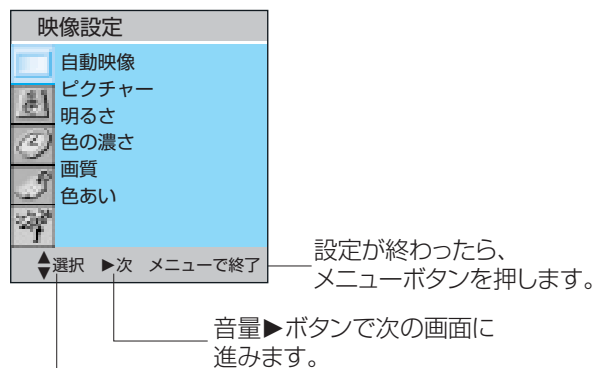 映像設定
自動映像
ピクチャー
明るさ
色の濃さ
画質
色あい
▲▼選択 ▶次 メニューで終了
設定が終わったら、
メニューボタンを押します。
音量▶ボタンで次の画面に
進みます。